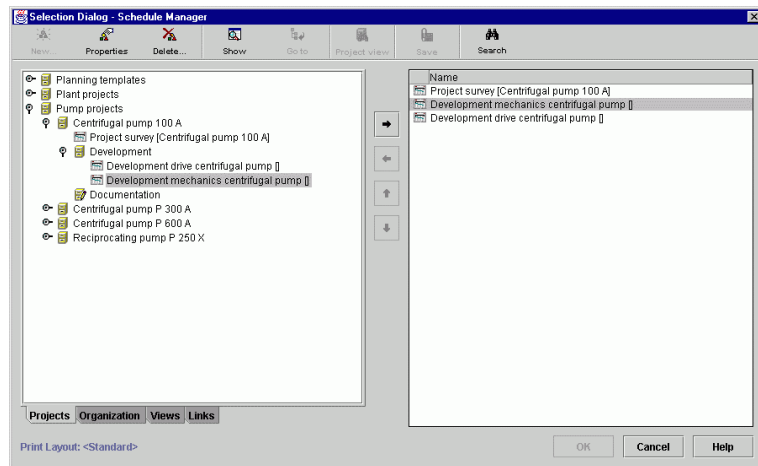 Selection Dialog - Schedule Manager
New... Properties Delete... Show Go to Project view Save Search
Planning templates
Plant projects
Pump projects
Centrifugal pump 100 A
Project survey [Centrifugal pump 100 A]
Development
Development drive centrifugal pump []
Development mechanics centrifugal pump []
Documentation
Centrifugal pump P 300 A
Centrifugal pump P 600 A
Reciprocating pump P 250 X
Name
Project survey [Centrifugal pump 100 A]
Development mechanics centrifugal pump []
Development drive centrifugal pump []
Projects Organization Views Links
Print Layout: <Standard>
OK Cancel Help